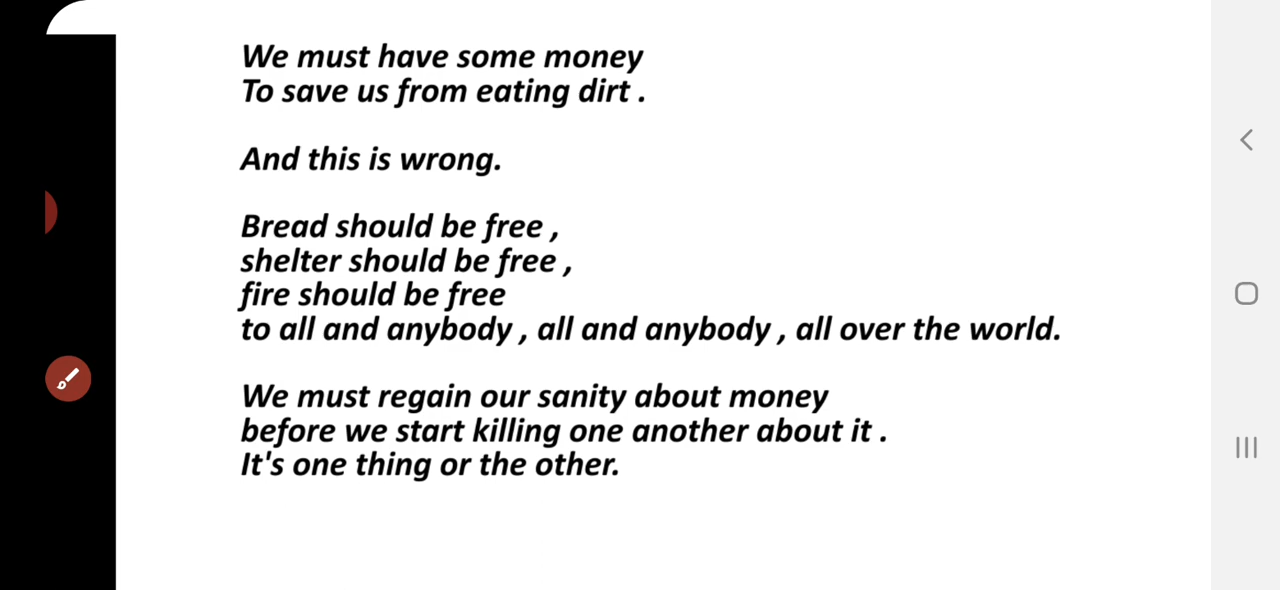 We must have some money
To save us from eating dirt .
And this is wrong.
Bread should be free ,
shelter should be free ,
fire should be free
to all and anybody , all and anybody , all over the world.
We must regain our sanity about money
before we start killing one another about it .
It's one thing or the other.